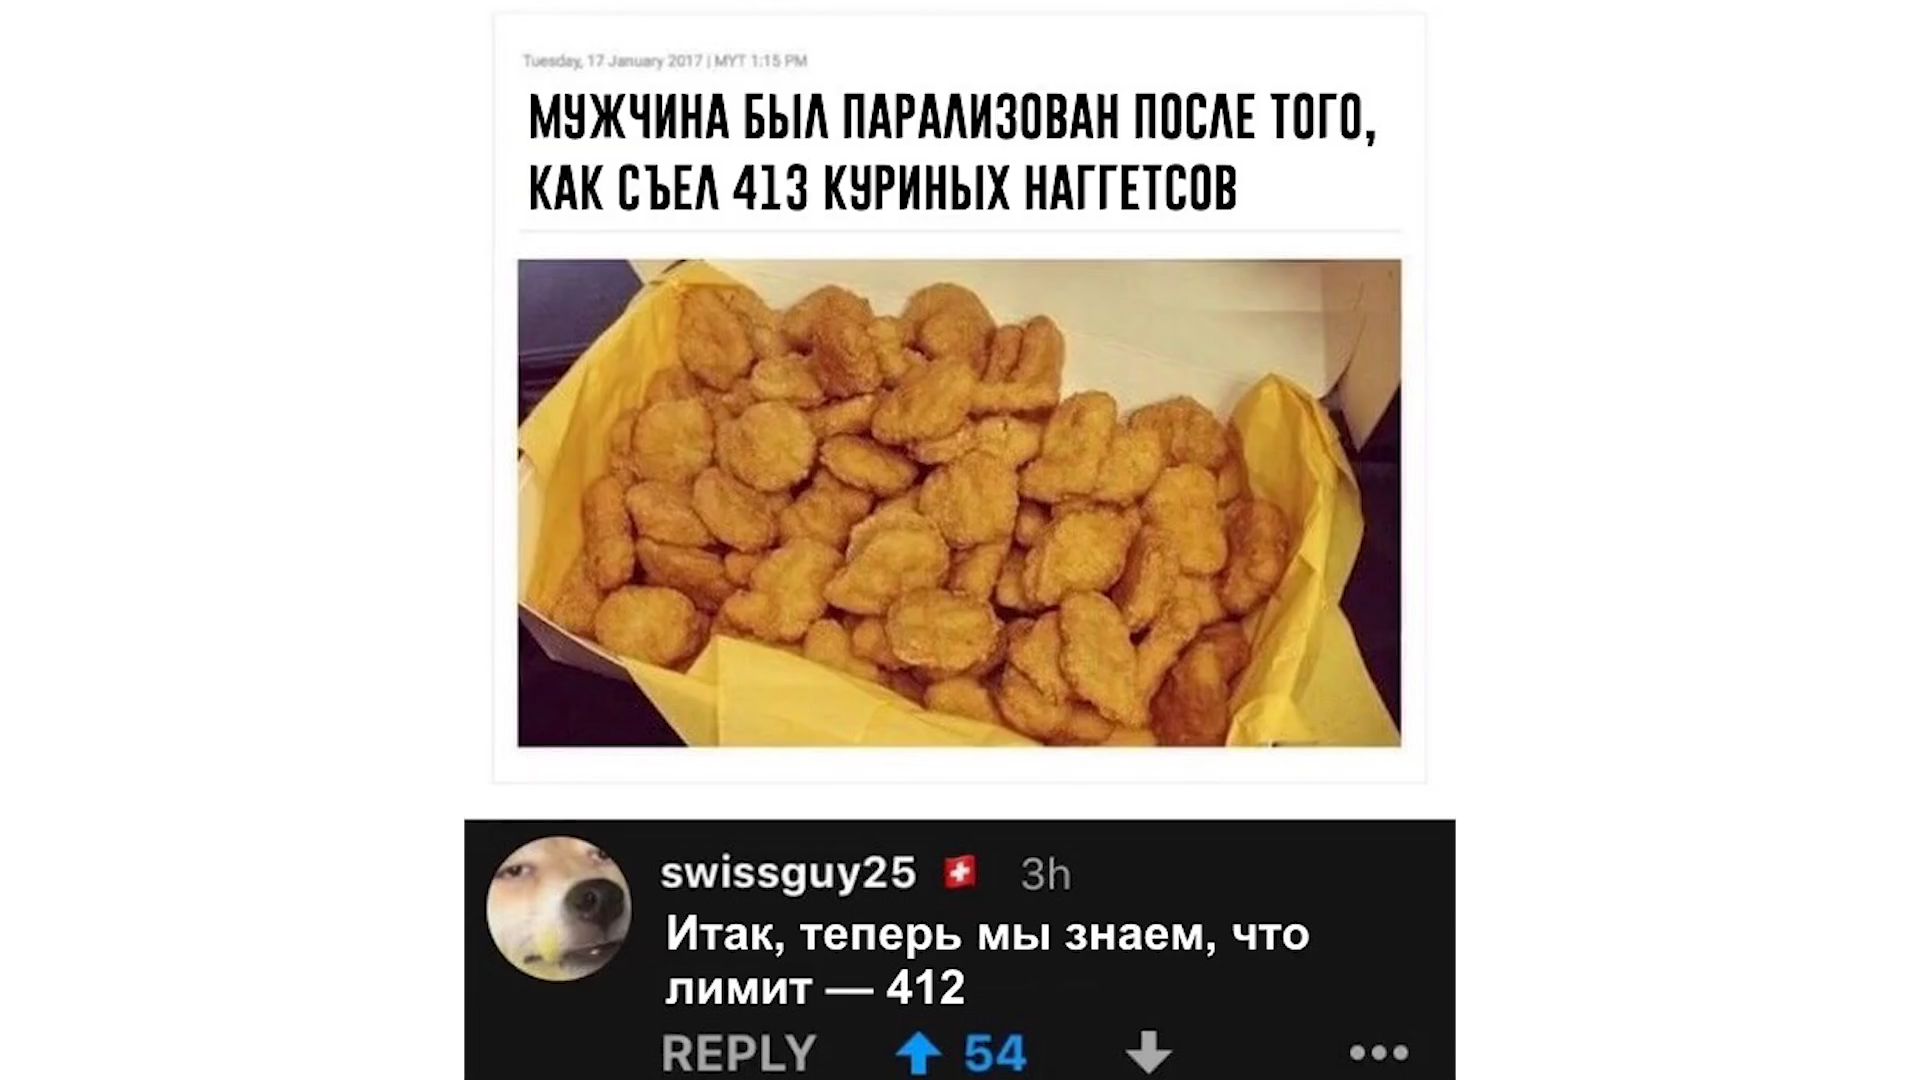 Tuesday, 17 January 2017 | MYT 1:15 PM
МУЖЧИНА БЫЛ ПАРАЛИЗОВАН ПОСЛЕ ТОГО,
КАК СЪЕЛ 413 КУРИНЫХ НАГГЕТСОВ
swissguy25 🇨🇭 3h
Итак, теперь мы знаем, что
лимит — 412
REPLY 54